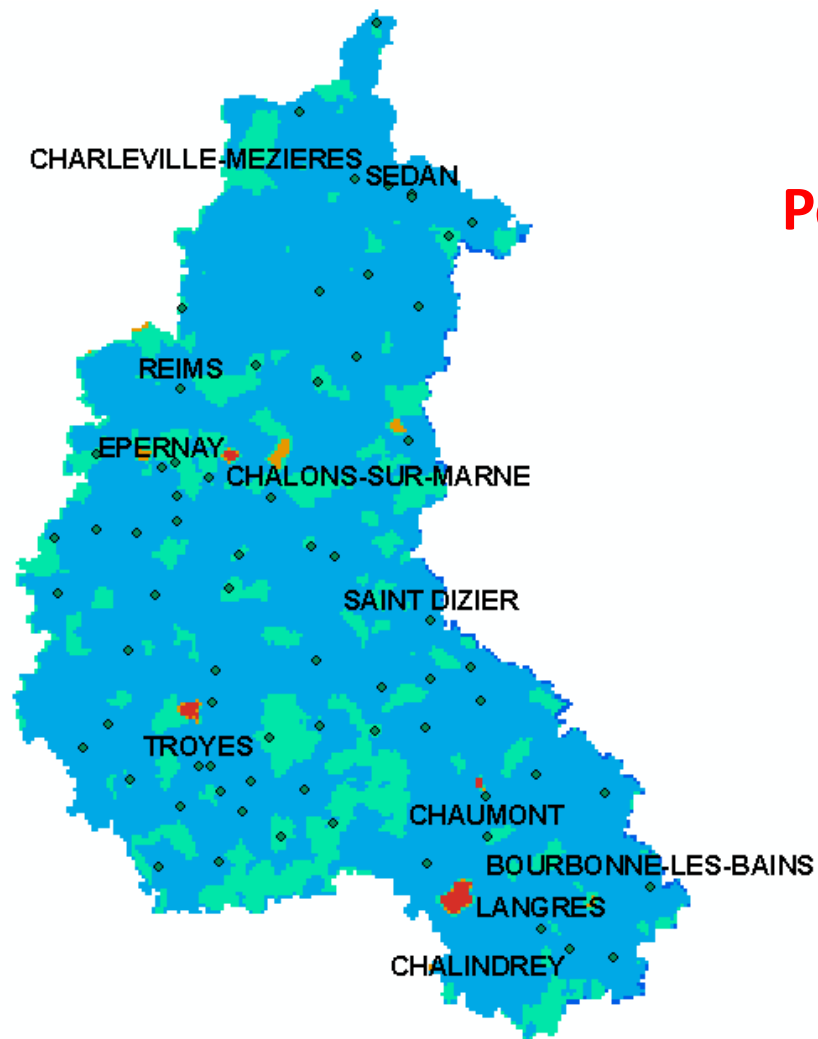 CHARLEVILLE-MEZIERES
SEDAN
REIMS
EPERNAY
CHALONS-SUR-MARNE
SAINT DIZIER
TROYES
CHAUMONT
BOURBONNE-LES-BAINS
LANGRES
CHALINDREY